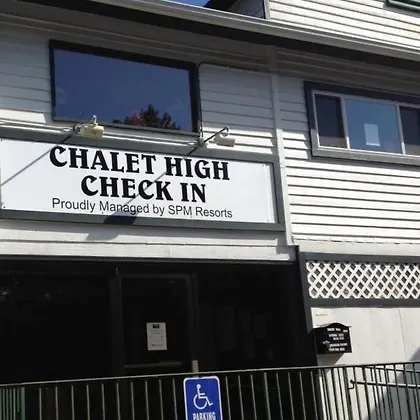 CHALET HIGH
CHECK IN
Proudly Managed by SPM Resorts
PARKING